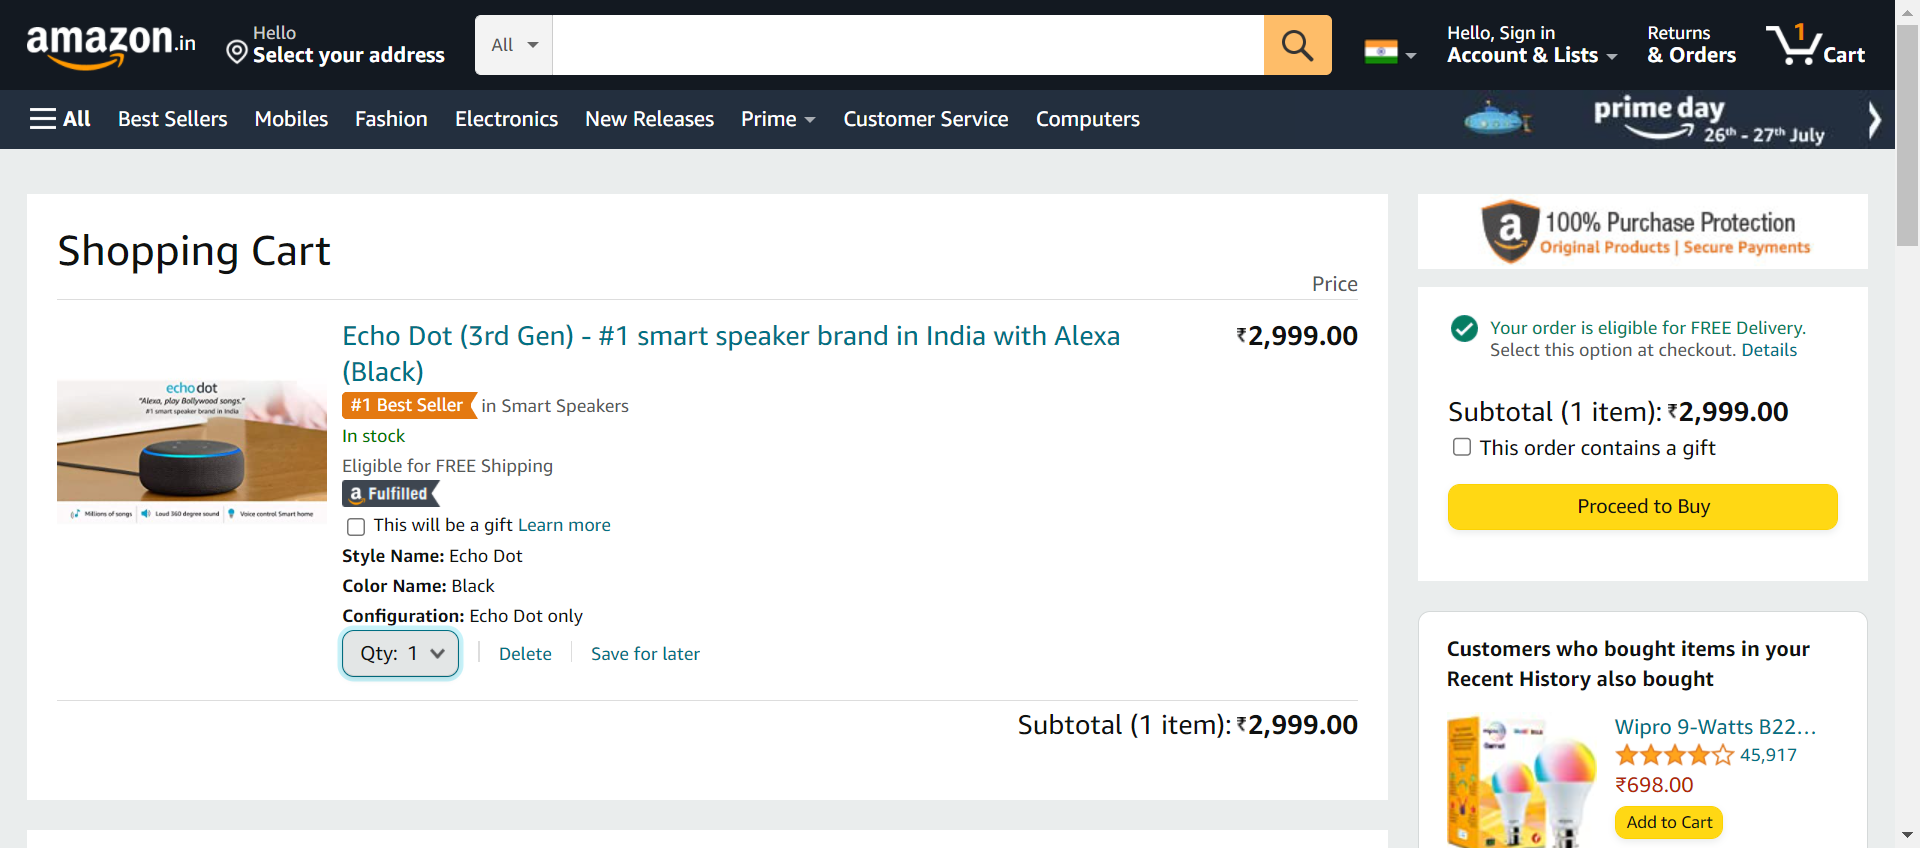 amazon.in
Hello
Select your address
All
Hello, Sign in
Account & Lists
Returns
& Orders
1
Cart
All
Best Sellers
Mobiles
Fashion
Electronics
New Releases
Prime
Customer Service
Computers
prime day
26th - 27th July
Shopping Cart
Price
Echo Dot (3rd Gen) - #1 smart speaker brand in India with Alexa
(Black)
₹2,999.00
#1 Best Seller in Smart Speakers
In stock
Eligible for FREE Shipping
a Fulfilled
This will be a gift Learn more
Style Name: Echo Dot
Color Name: Black
Configuration: Echo Dot only
Qty: 1
Delete
Save for later
echo dot
"Alexa, play Bollywood songs."
#1 smart speaker brand in India
Millions of songs
Loud 360 degree sound
Voice control Smart home
Subtotal (1 item): ₹2,999.00
a
100% Purchase Protection
Original Products | Secure Payments
Your order is eligible for FREE Delivery.
Select this option at checkout. Details
Subtotal (1 item): ₹2,999.00
This order contains a gift
Proceed to Buy
Customers who bought items in your
Recent History also bought
Wipro 9-Watts B22...
45,917
₹698.00
Add to Cart